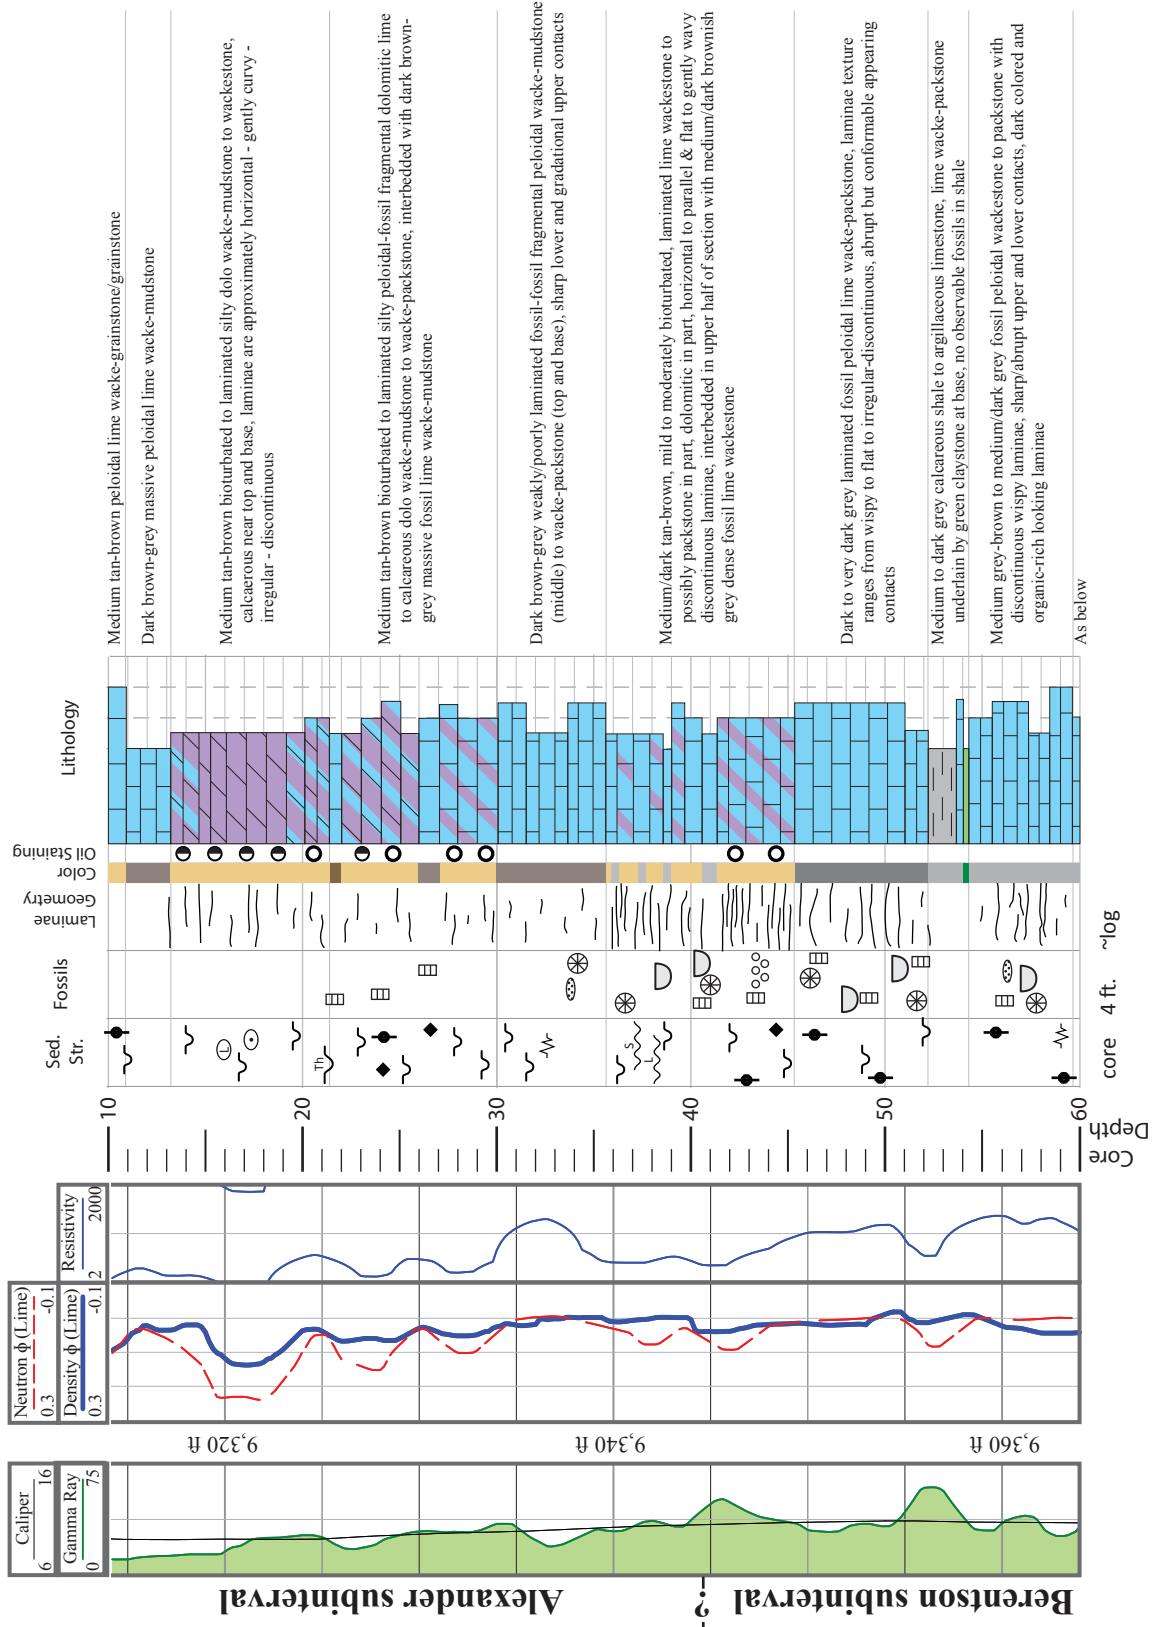 Alexander subinterval
?
Berentson subinterval
Caliper
6 16
Gamma Ray
0 75
9,320 ft
9,340 ft
9,360 ft
Neutron ϕ (Lime)
0.3 -0.1
Density ϕ (Lime)
0.3 -0.1
Resistivity
2 2000
Core
Depth
10
20
30
40
50
60
Sed.
Str.
Fossils
Laminae
Geometry
Color
Oil Staining
Lithology
core
4 ft.
~log
L
Th
S
L
Medium tan-brown peloidal lime wacke-grainstone/grainstone
Dark brown-grey massive peloidal lime wacke-mudstone
Medium tan-brown bioturbated to laminated silty dolo wacke-mudstone to wackestone,
calcaerous near top and base, laminae are approximately horizontal - gently curvy -
irregular - discontinuous
Medium tan-brown bioturbated to laminated silty peloidal-fossil fragmental dolomitic lime
to calcareous dolo wacke-mudstone to wacke-packstone, interbedded with dark brown-
grey massive fossil lime wacke-mudstone
Dark brown-grey weakly/poorly laminated fossil-fossil fragmental peloidal wacke-mudstone
(middle) to wacke-packstone (top and base), sharp lower and gradational upper contacts
Medium/dark tan-brown, mild to moderately bioturbated, laminated lime wackestone to
possibly packstone in part, dolomitic in part, horizontal to parallel & flat to gently wavy
discontinuous laminae, interbedded in upper half of section with medium/dark brownish
grey dense fossil lime wackestone
Dark to very dark grey laminated fossil peloidal lime wacke-packstone, laminae texture
ranges from wispy to flat to irregular-discontinuous, abrupt but conformable appearing
contacts
Medium to dark grey calcareous shale to argillaceous limestone, lime wacke-packstone
underlain by green claystone at base, no observable fossils in shale
Medium grey-brown to medium/dark grey fossil peloidal wackestone to packstone with
discontinuous wispy laminae, sharp/abrupt upper and lower contacts, dark colored and
organic-rich looking laminae
As below